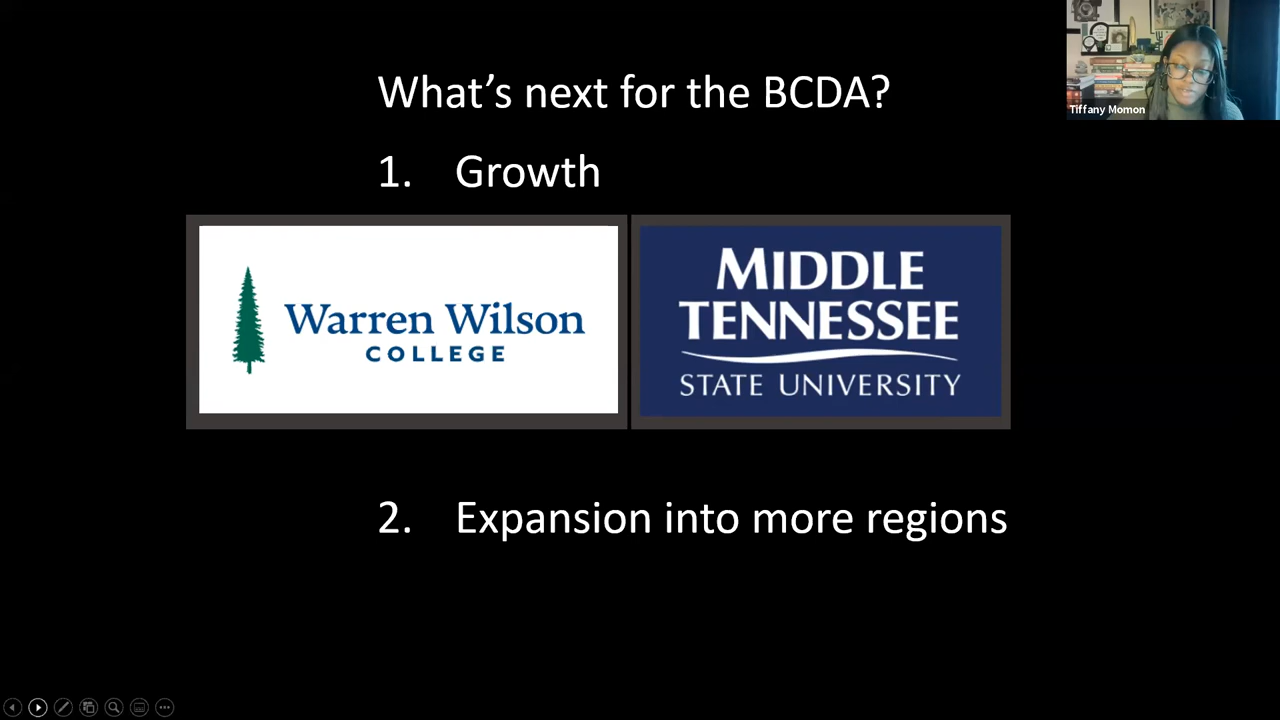 What's next for the BCDA?
Tiffany Momon
1. Growth
Warren Wilson
COLLEGE
MIDDLE
TENNESSEE
STATE UNIVERSITY
2. Expansion into more regions